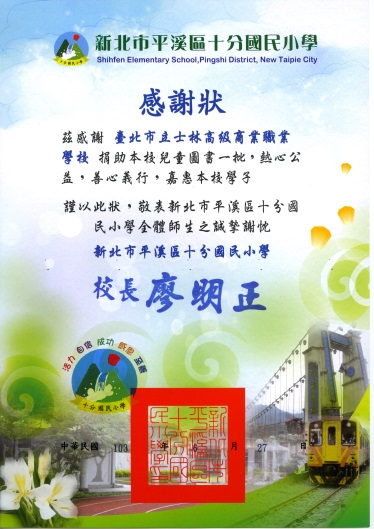 新北市平溪區十分國民小學
Shihfen Elementary School,Pingshi District, New Taipie City
感謝狀
茲感謝 臺北市立士林高級商業職業
學校 捐助本校兒童圖書一批，熱心公
益，善心義行，嘉惠本校學子
謹以此狀，敬表新北市平溪區十分國
民小學全體師生之誠摯謝忱
新北市平溪區十分國民小學
校長 廖明正
活力 自信 成功
十分國民小學
中華民國 103 年 月 27 日